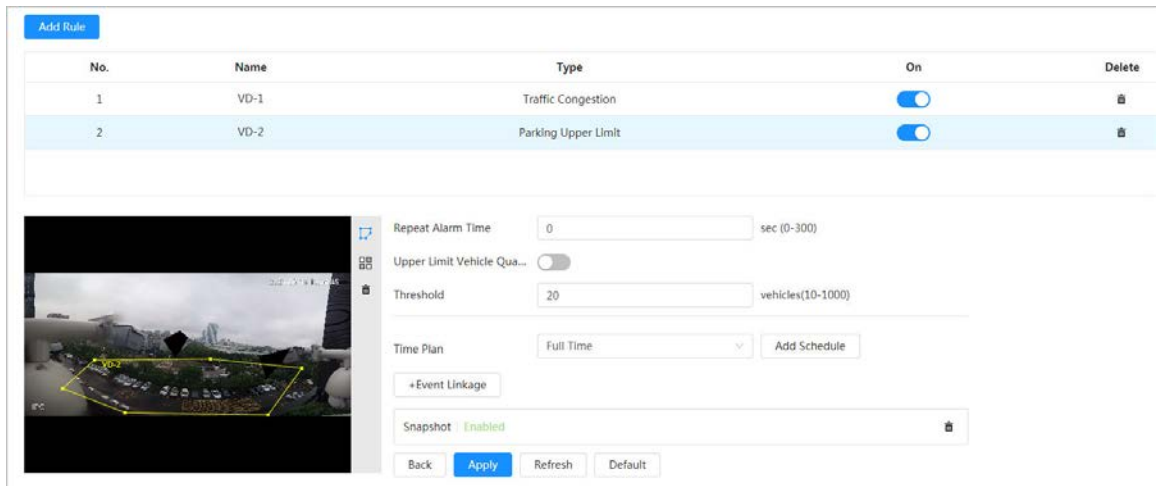 Add Rule
No. Name Type On Delete
1 VD-1 Traffic Congestion
2 VD-2 Parking Upper Limit
Repeat Alarm Time 0 sec (0-300)
Upper Limit Vehicle Qua...
Threshold 20 vehicles(10-1000)
VD-2
Time Plan Full Time Add Schedule
+Event Linkage
Snapshot Enabled
Back Apply Refresh Default